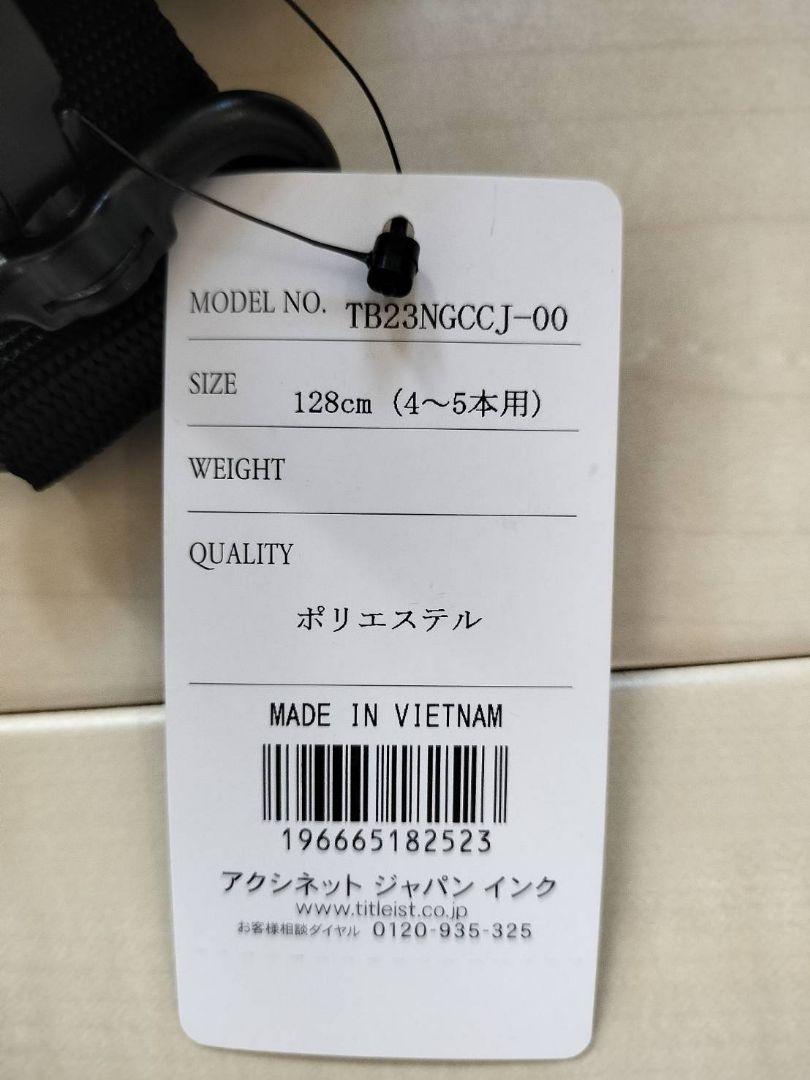 MODEL NO. TB23NGCCJ-00
SIZE 128cm (4～5本用)
WEIGHT
QUALITY
ポリエステル
MADE IN VIETNAM
196665182523
アクシネット ジャパン インク
www.titleist.co.jp
お客様相談ダイヤル 0120-935-325